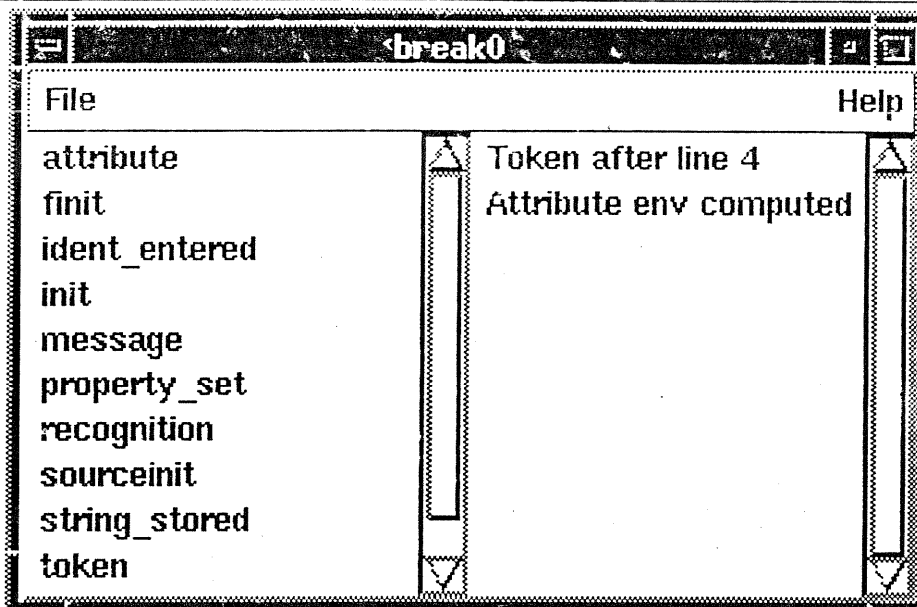 break0
File Help
attribute
finit
ident_entered
init
message
property_set
recognition
sourceinit
string_stored
token
Token after line 4
Attribute env computed